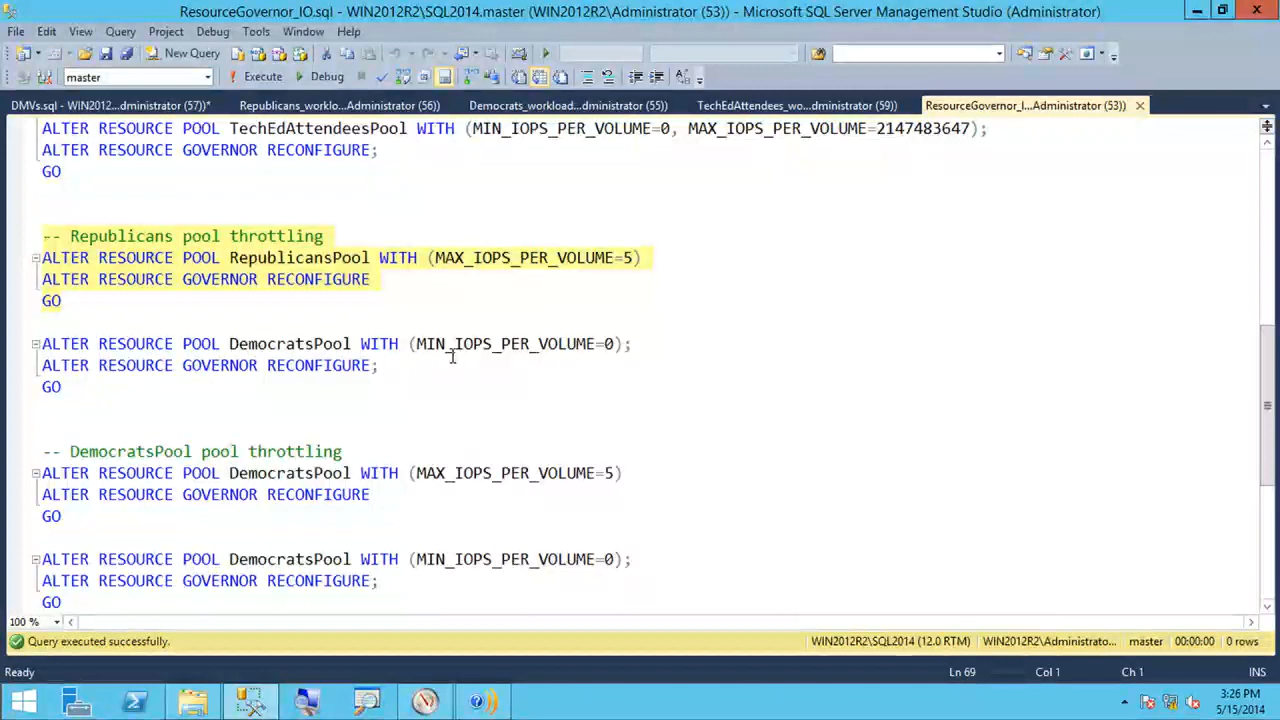 ResourceGovernor_IO.sql - WIN2012R2\SQL2014.master (WIN2012R2\Administrator (53)) - Microsoft SQL Server Management Studio (Administrator)
File Edit View Query Project Debug Tools Window Help
New Query
master Execute Debug
DMVs.sql - WIN2012...dministrator (57))* Republicans_worklo...Administrator (56)) Democrats_workload...dministrator (55)) TechEdAttendees_wo...dministrator (59)) ResourceGovernor_I...Administrator (53))
ALTER RESOURCE POOL TechEdAttendeesPool WITH (MIN_IOPS_PER_VOLUME=0, MAX_IOPS_PER_VOLUME=2147483647);
ALTER RESOURCE GOVERNOR RECONFIGURE;
GO
-- Republicans pool throttling
ALTER RESOURCE POOL RepublicansPool WITH (MAX_IOPS_PER_VOLUME=5)
ALTER RESOURCE GOVERNOR RECONFIGURE
GO
ALTER RESOURCE POOL DemocratsPool WITH (MIN_IOPS_PER_VOLUME=0);
ALTER RESOURCE GOVERNOR RECONFIGURE;
GO
-- DemocratsPool pool throttling
ALTER RESOURCE POOL DemocratsPool WITH (MAX_IOPS_PER_VOLUME=5)
ALTER RESOURCE GOVERNOR RECONFIGURE
GO
ALTER RESOURCE POOL DemocratsPool WITH (MIN_IOPS_PER_VOLUME=0);
ALTER RESOURCE GOVERNOR RECONFIGURE;
GO
100 %
Query executed successfully. WIN2012R2\SQL2014 (12.0 RTM) WIN2012R2\Administrato... master 00:00:00 0 rows
Ready Ln 69 Col 1 Ch 1 INS
3:26 PM
5/15/2014